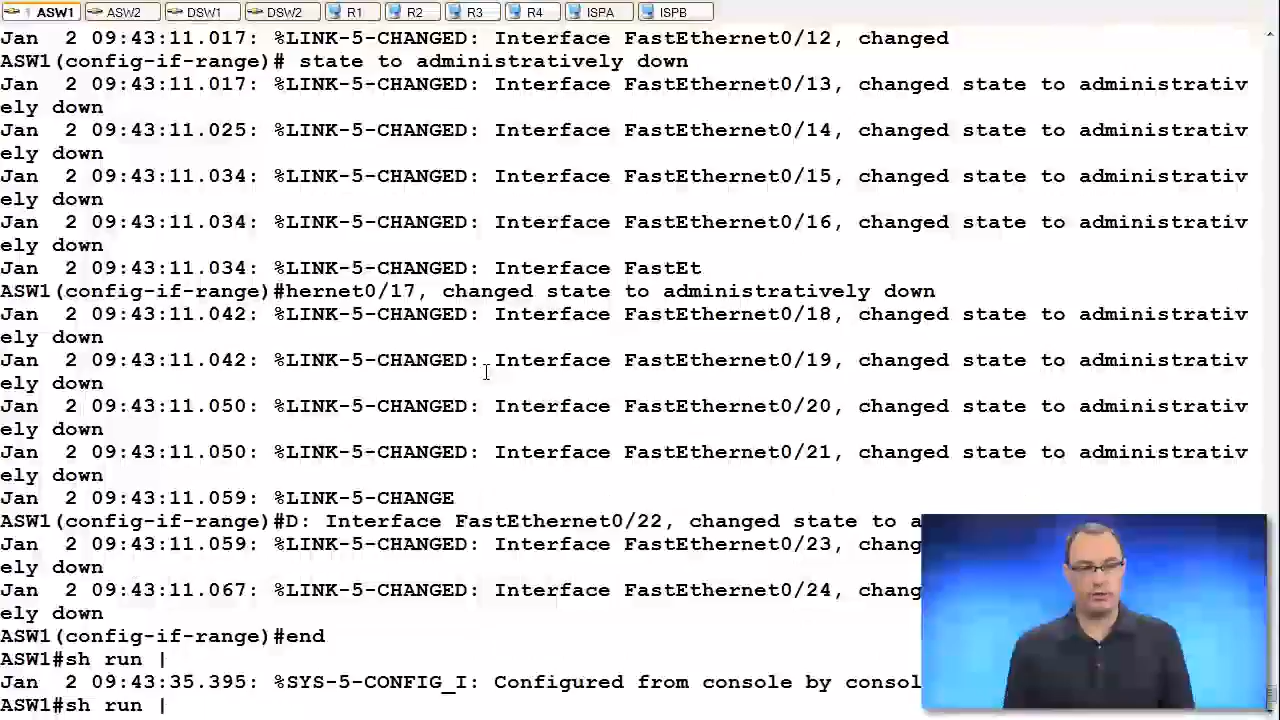 1 ASW1 ASW2 DSW1 DSW2 R1 R2 R3 R4 ISPA ISPB
Jan  2 09:43:11.017: %LINK-5-CHANGED: Interface FastEthernet0/12, changed
ASW1(config-if-range)# state to administratively down
Jan  2 09:43:11.017: %LINK-5-CHANGED: Interface FastEthernet0/13, changed state to administrativ
ely down
Jan  2 09:43:11.025: %LINK-5-CHANGED: Interface FastEthernet0/14, changed state to administrativ
ely down
Jan  2 09:43:11.034: %LINK-5-CHANGED: Interface FastEthernet0/15, changed state to administrativ
ely down
Jan  2 09:43:11.034: %LINK-5-CHANGED: Interface FastEthernet0/16, changed state to administrativ
ely down
Jan  2 09:43:11.034: %LINK-5-CHANGED: Interface FastEt
ASW1(config-if-range)#hernet0/17, changed state to administratively down
Jan  2 09:43:11.042: %LINK-5-CHANGED: Interface FastEthernet0/18, changed state to administrativ
ely down
Jan  2 09:43:11.042: %LINK-5-CHANGED: Interface FastEthernet0/19, changed state to administrativ
ely down
Jan  2 09:43:11.050: %LINK-5-CHANGED: Interface FastEthernet0/20, changed state to administrativ
ely down
Jan  2 09:43:11.050: %LINK-5-CHANGED: Interface FastEthernet0/21, changed state to administrativ
ely down
Jan  2 09:43:11.059: %LINK-5-CHANGE
ASW1(config-if-range)#D: Interface FastEthernet0/22, changed state to a
Jan  2 09:43:11.059: %LINK-5-CHANGED: Interface FastEthernet0/23, chang
ely down
Jan  2 09:43:11.067: %LINK-5-CHANGED: Interface FastEthernet0/24, chang
ely down
ASW1(config-if-range)#end
ASW1#sh run |
Jan  2 09:43:35.395: %SYS-5-CONFIG_I: Configured from console by consol
ASW1#sh run |